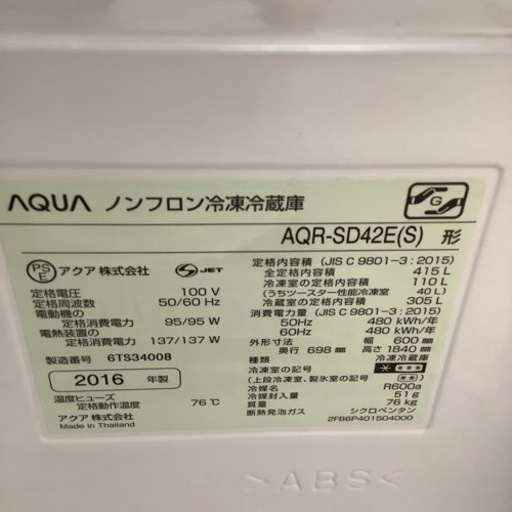 AQUA ノンフロン冷凍冷蔵庫
G
AQR-SD42E(S) 形
PS E アクア株式会社 JET
定格電圧 100 V
定格周波数 50/60 Hz
電動機の
定格消費電力 95/95 W
電熱装置の
定格消費電力 137/137 W
製造番号 6TS34008
2016 年製
温度ヒューズ
定格動作温度 76℃
アクア株式会社
Made in Thailand
定格内容積 (JIS C 9801-3:2015)
全定格内容積 415 L
冷凍室の定格内容積 110 L
(うちツースター性能冷凍室 40L)
冷蔵室の定格内容積 305 L
消費電力量 (JIS C 9801-3:2015)
50Hz 480 kWh/年
60Hz 480 kWh/年
外形寸法 幅 600 mm
奥行 698 mm 高さ 1840 mm
種類 冷凍冷蔵庫
冷凍室の記号
(上段冷凍室、製氷室の記号)
冷媒名 R600a
冷媒封入量 51g
質量 76 kg
断熱発泡ガス シクロペンタン
2FB6P401504000
>ABS<